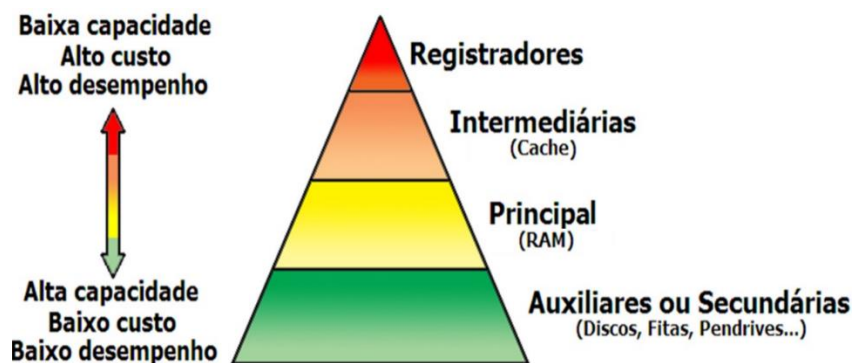 Baixa capacidade
Alto custo
Alto desempenho
Registradores
Intermediárias
(Cache)
Principal
(RAM)
Alta capacidade
Baixo custo
Baixo desempenho
Auxiliares ou Secundárias
(Discos, Fitas, Pendrives...)